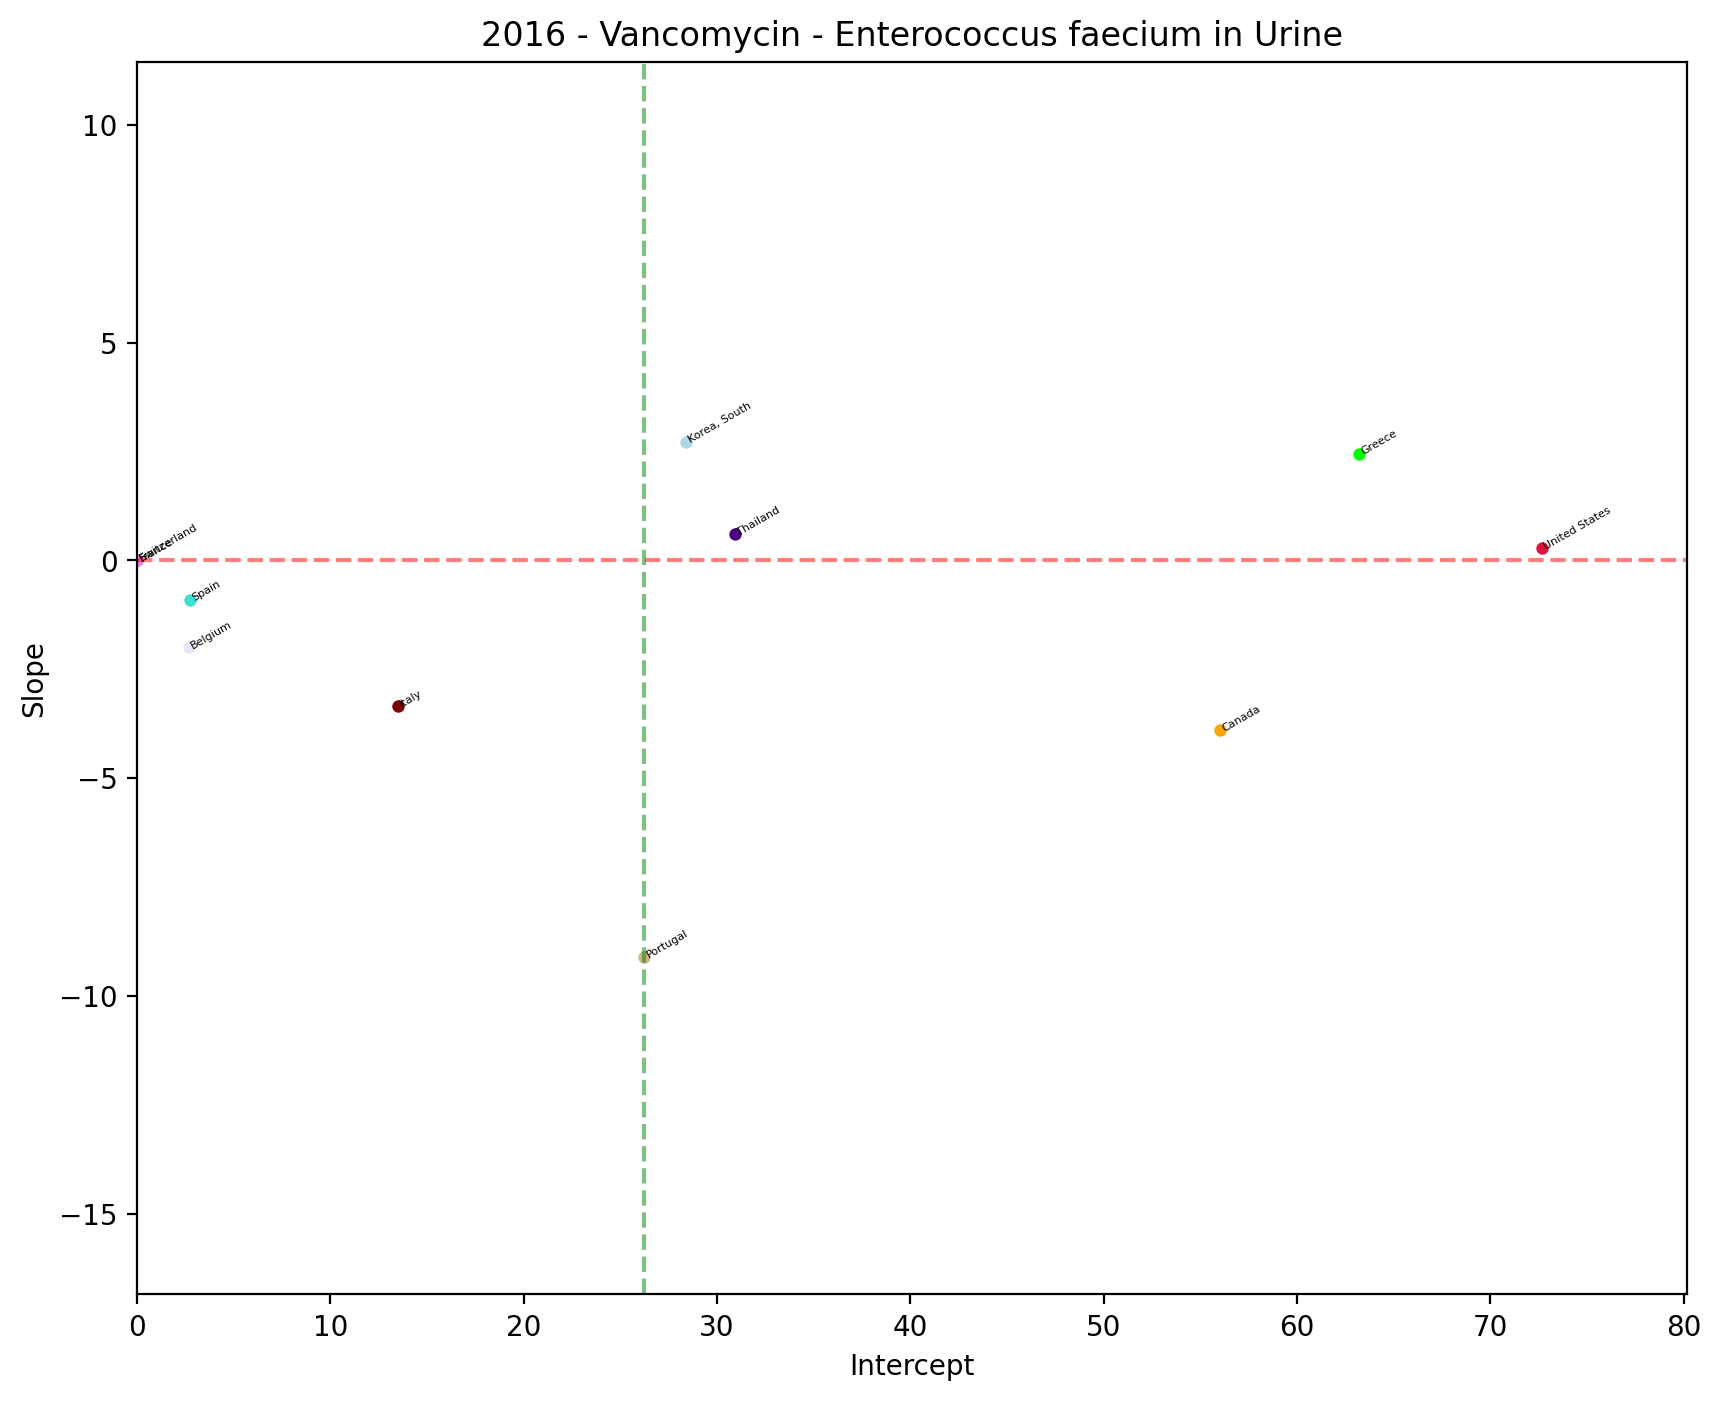 2016 - Vancomycin - Enterococcus faecium in Urine
10
5
0
−5
−10
−15
Slope
Korea, South
Greece
Thailand
United States
Switzerland
France
Spain
Belgium
Italy
Canada
Portugal
0 10 20 30 40 50 60 70 80
Intercept